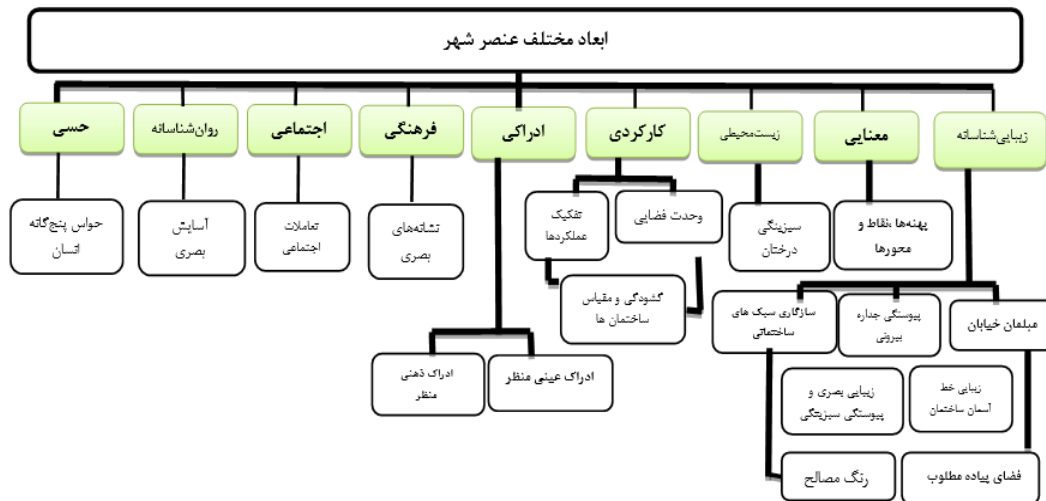 ابعاد مختلف عنصر شهر
زیبایی‌شناسانه
معنایی
زیست‌محیطی
کارکردی
ادراکی
فرهنگی
اجتماعی
روان‌شناسانه
حسی
پهنه‌ها ،نقاط و
محورها
سبزینگی
درختان
وحدت فضایی
تفکیک
عملکردها
نشانه‌های
بصری
تعاملات
اجتماعی
آسایش
بصری
حواس پنج‌گانه
انسان
گشودگی و مقیاس
ساختمان ها
مبلمان خیابان
پیوستگی جداره
بیرونی
سازگاری سبک های
ساختمانی
ادراک عینی منظر
ادراک ذهنی
منظر
زیبایی خط
آسمان ساختمان
زیبایی بصری و
پیوستگی سبزینگی
فضای پیاده مطلوب
رنگ مصالح